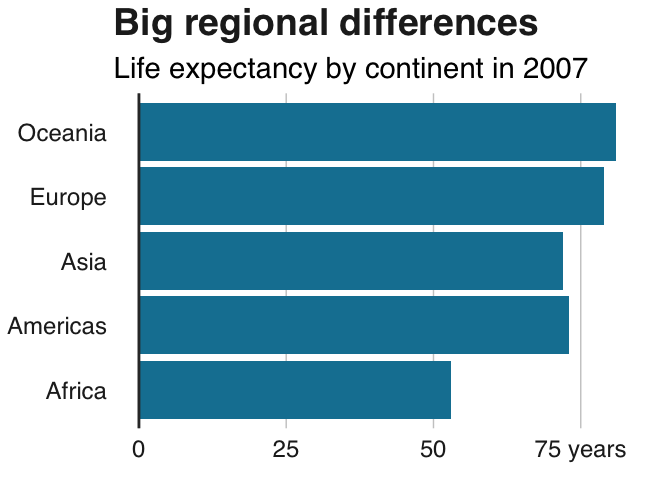 Big regional differences
Life expectancy by continent in 2007
Oceania
Europe
Asia
Americas
Africa
0 25 50 75 years